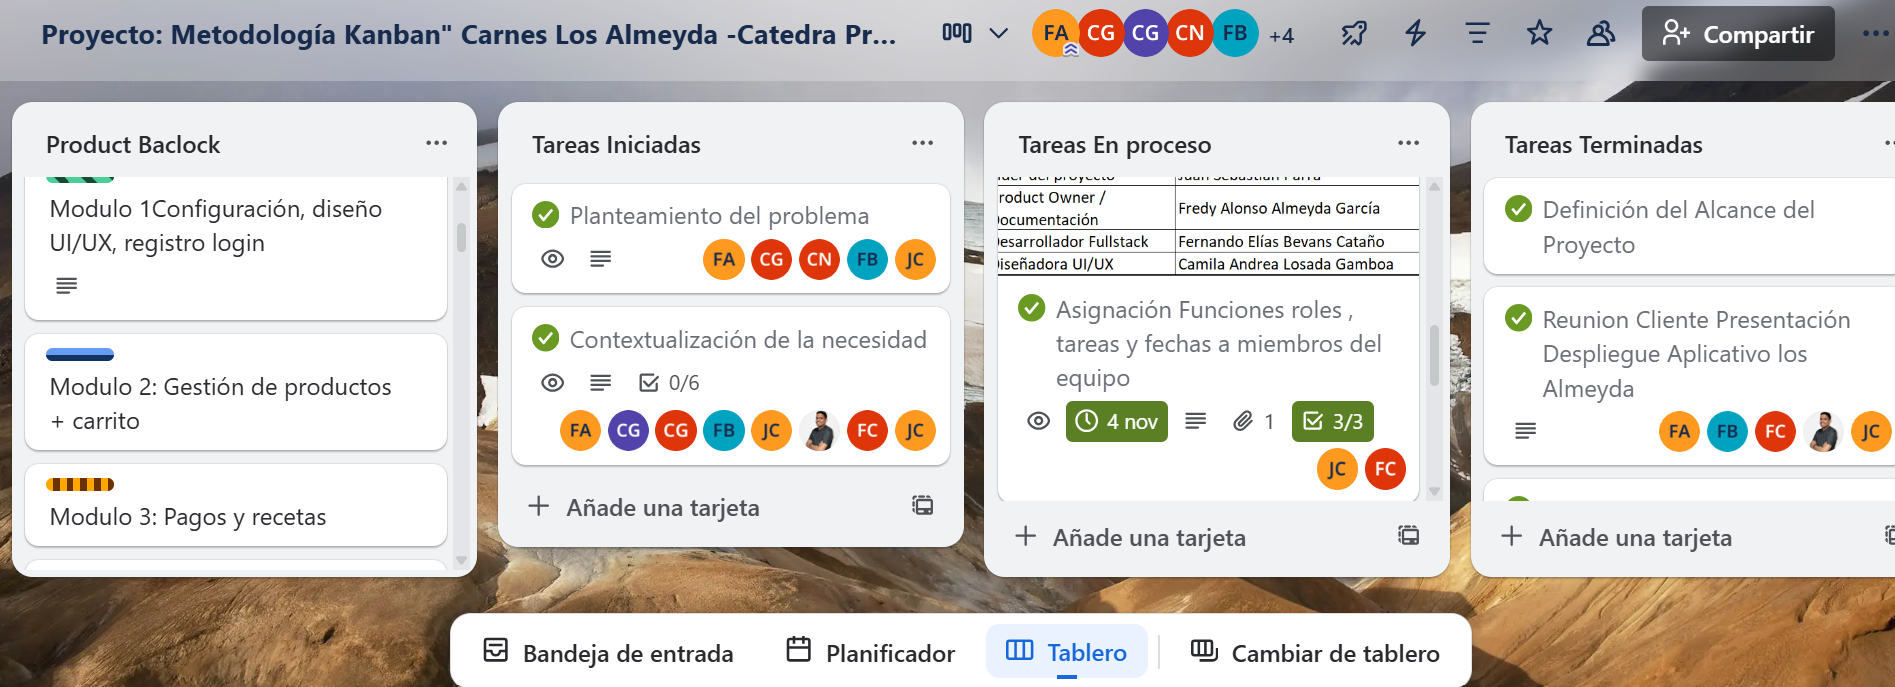 Proyecto: Metodología Kanban" Carnes Los Almeyda -Catedra Pr...
FA CG CG CN FB +4
Compartir
Product Baclock
Modulo 1Configuración, diseño
UI/UX, registro login
Modulo 2: Gestión de productos
+ carrito
Modulo 3: Pagos y recetas
Tareas Iniciadas
Planteamiento del problema
FA CG CN FB JC
Contextualización de la necesidad
0/6
FA CG CG FB JC FC JC
Añade una tarjeta
Tareas En proceso
Product Owner / Fredy Alonso Almeyda García
Documentación
Desarrollador Fullstack Fernando Elías Bevans Cataño
Diseñadora UI/UX Camila Andrea Losada Gamboa
Asignación Funciones roles ,
tareas y fechas a miembros del
equipo
4 nov 1 3/3
JC FC
Añade una tarjeta
Tareas Terminadas
Definición del Alcance del
Proyecto
Reunion Cliente Presentación
Despliegue Aplicativo los
Almeyda
FA FB FC JC
Añade una tarjeta
Bandeja de entrada
Planificador
Tablero
Cambiar de tablero